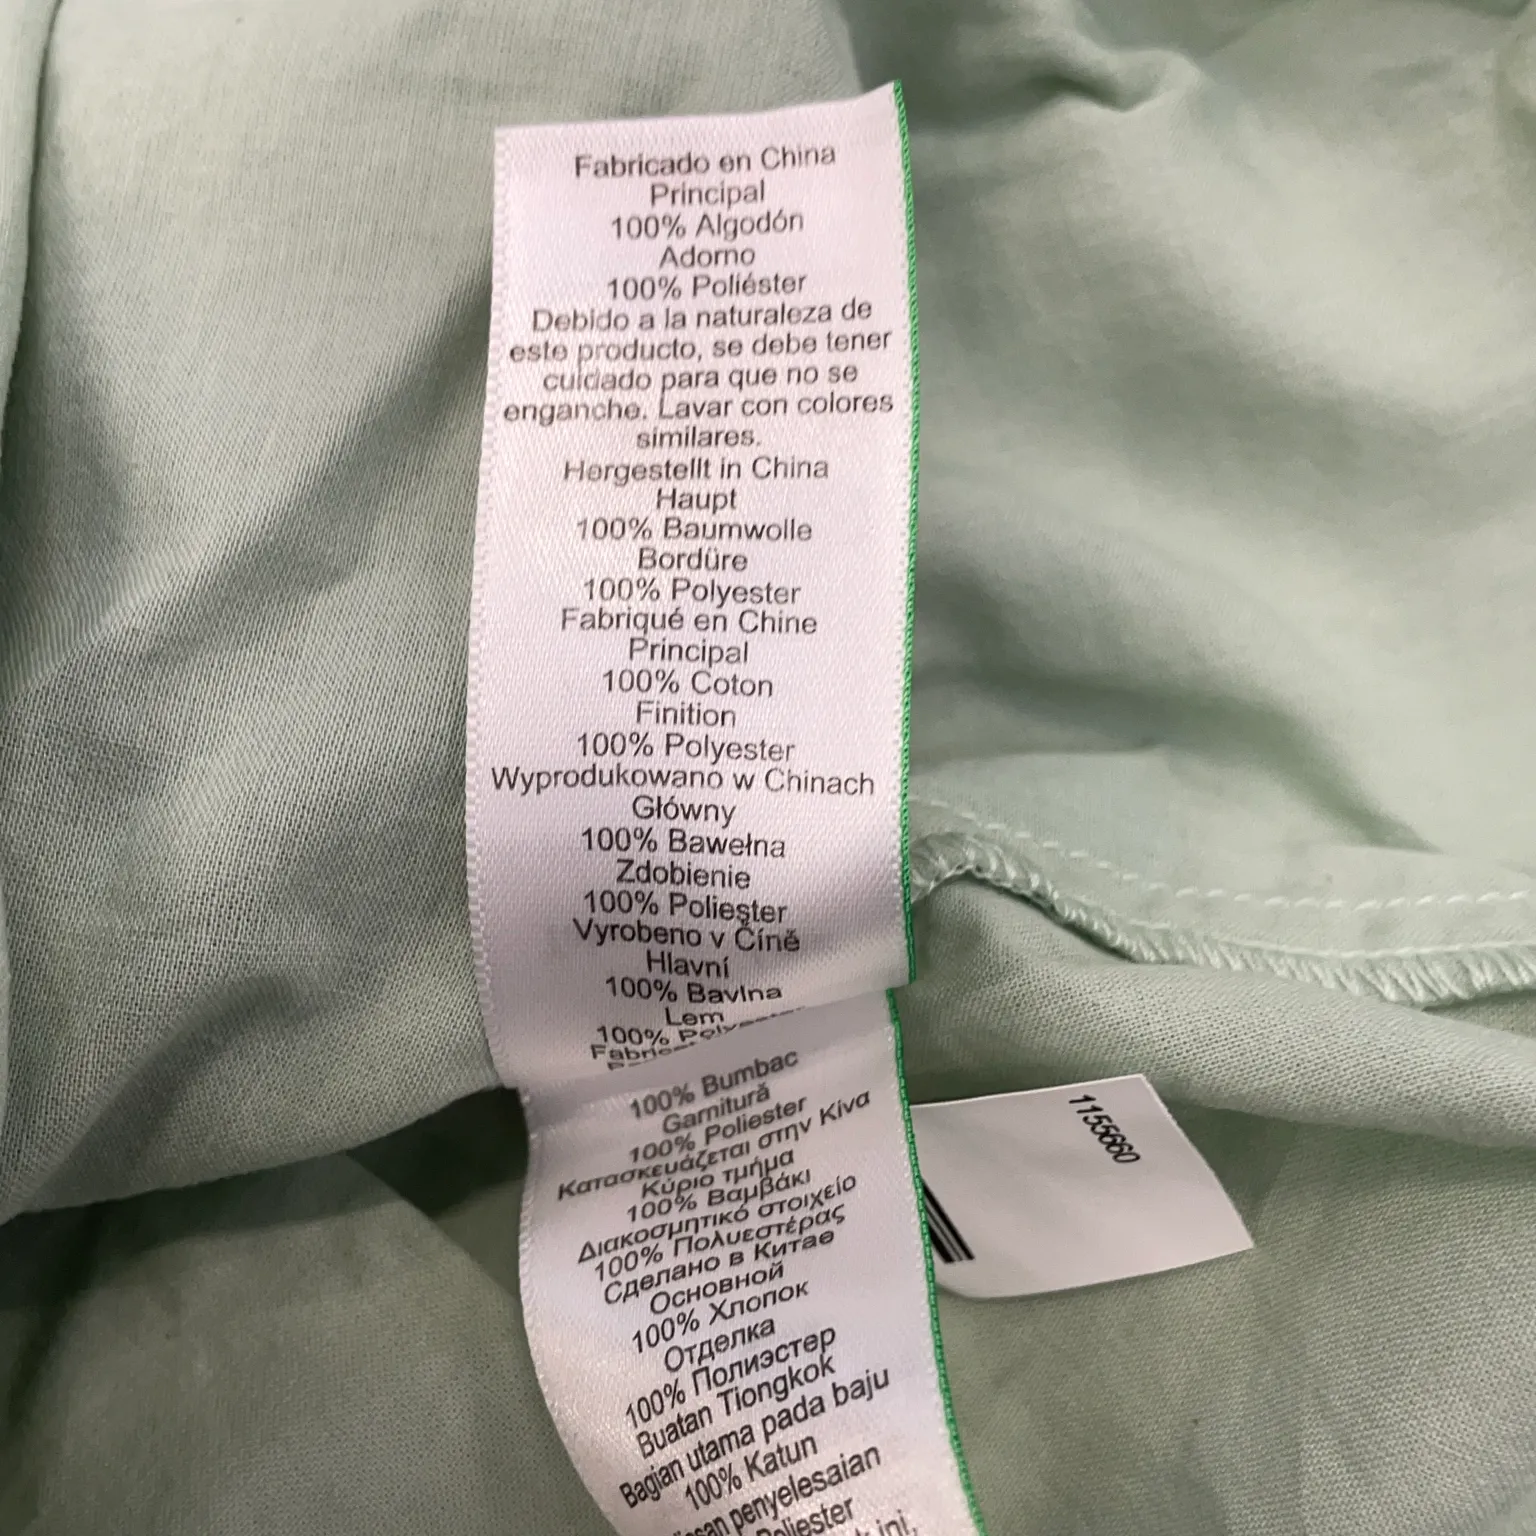 Fabricado en China
Principal
100% Algodón
Adorno
100% Poliéster
Debido a la naturaleza de
este producto, se debe tener
cuidado para que no se
enganche. Lavar con colores
similares.
Hergestellt in China
Haupt
100% Baumwolle
Bordüre
100% Polyester
Fabriqué en Chine
Principal
100% Coton
Finition
100% Polyester
Wyprodukowano w Chinach
Główny
100% Bawełna
Zdobienie
100% Poliester
Vyrobeno v Číně
Hlavní
100% Bavlna
Lem
100%
100% Bumbac
Garnitură
100% Poliester
Κατασκευάζεται στην Κίνα
Κύριο τμήμα
100% Βαμβάκι
Διακοσμητικό στοιχείο
100% Πολυεστέρας
Сделано в Китае
Основной
100% Хлопок
Отделка
100% Полиэстер
Buatan Tiongkok
Bagian utama pada baju
100% Katun
penyelesaian
ini.
1155660